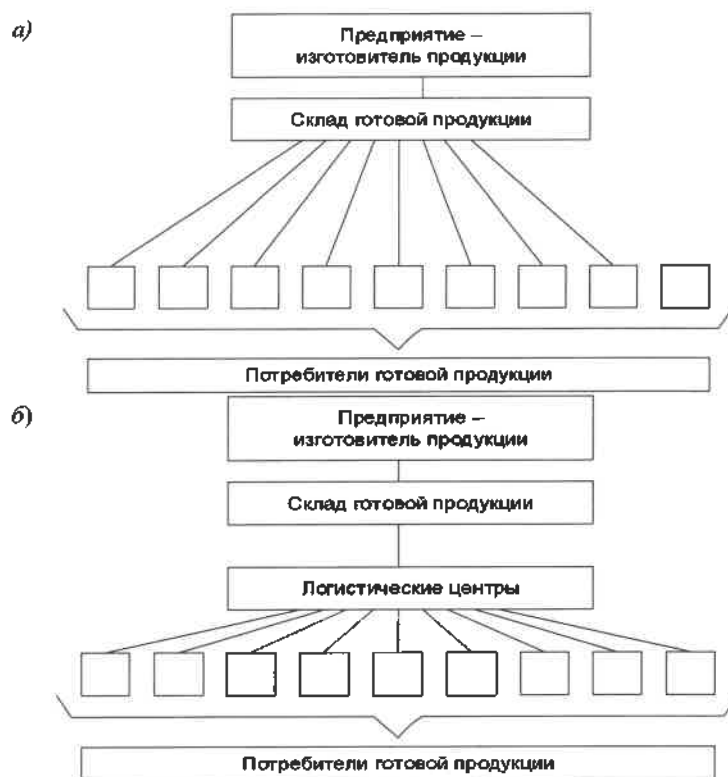 а)
Предприятие –
изготовитель продукции
Склад готовой продукции
Потребители готовой продукции
б)
Предприятие –
изготовитель продукции
Склад готовой продукции
Логистические центры
Потребители готовой продукции